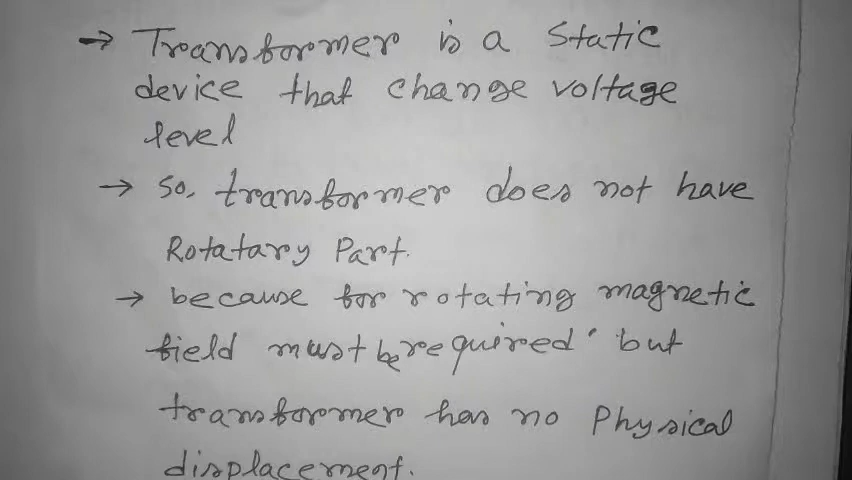 → Transformer is a static
device that change voltage
level
→ So, transformer does not have
Rotatary Part.
→ because for rotating magnetic
field must be required. but
transformer has no Physical
displacement.